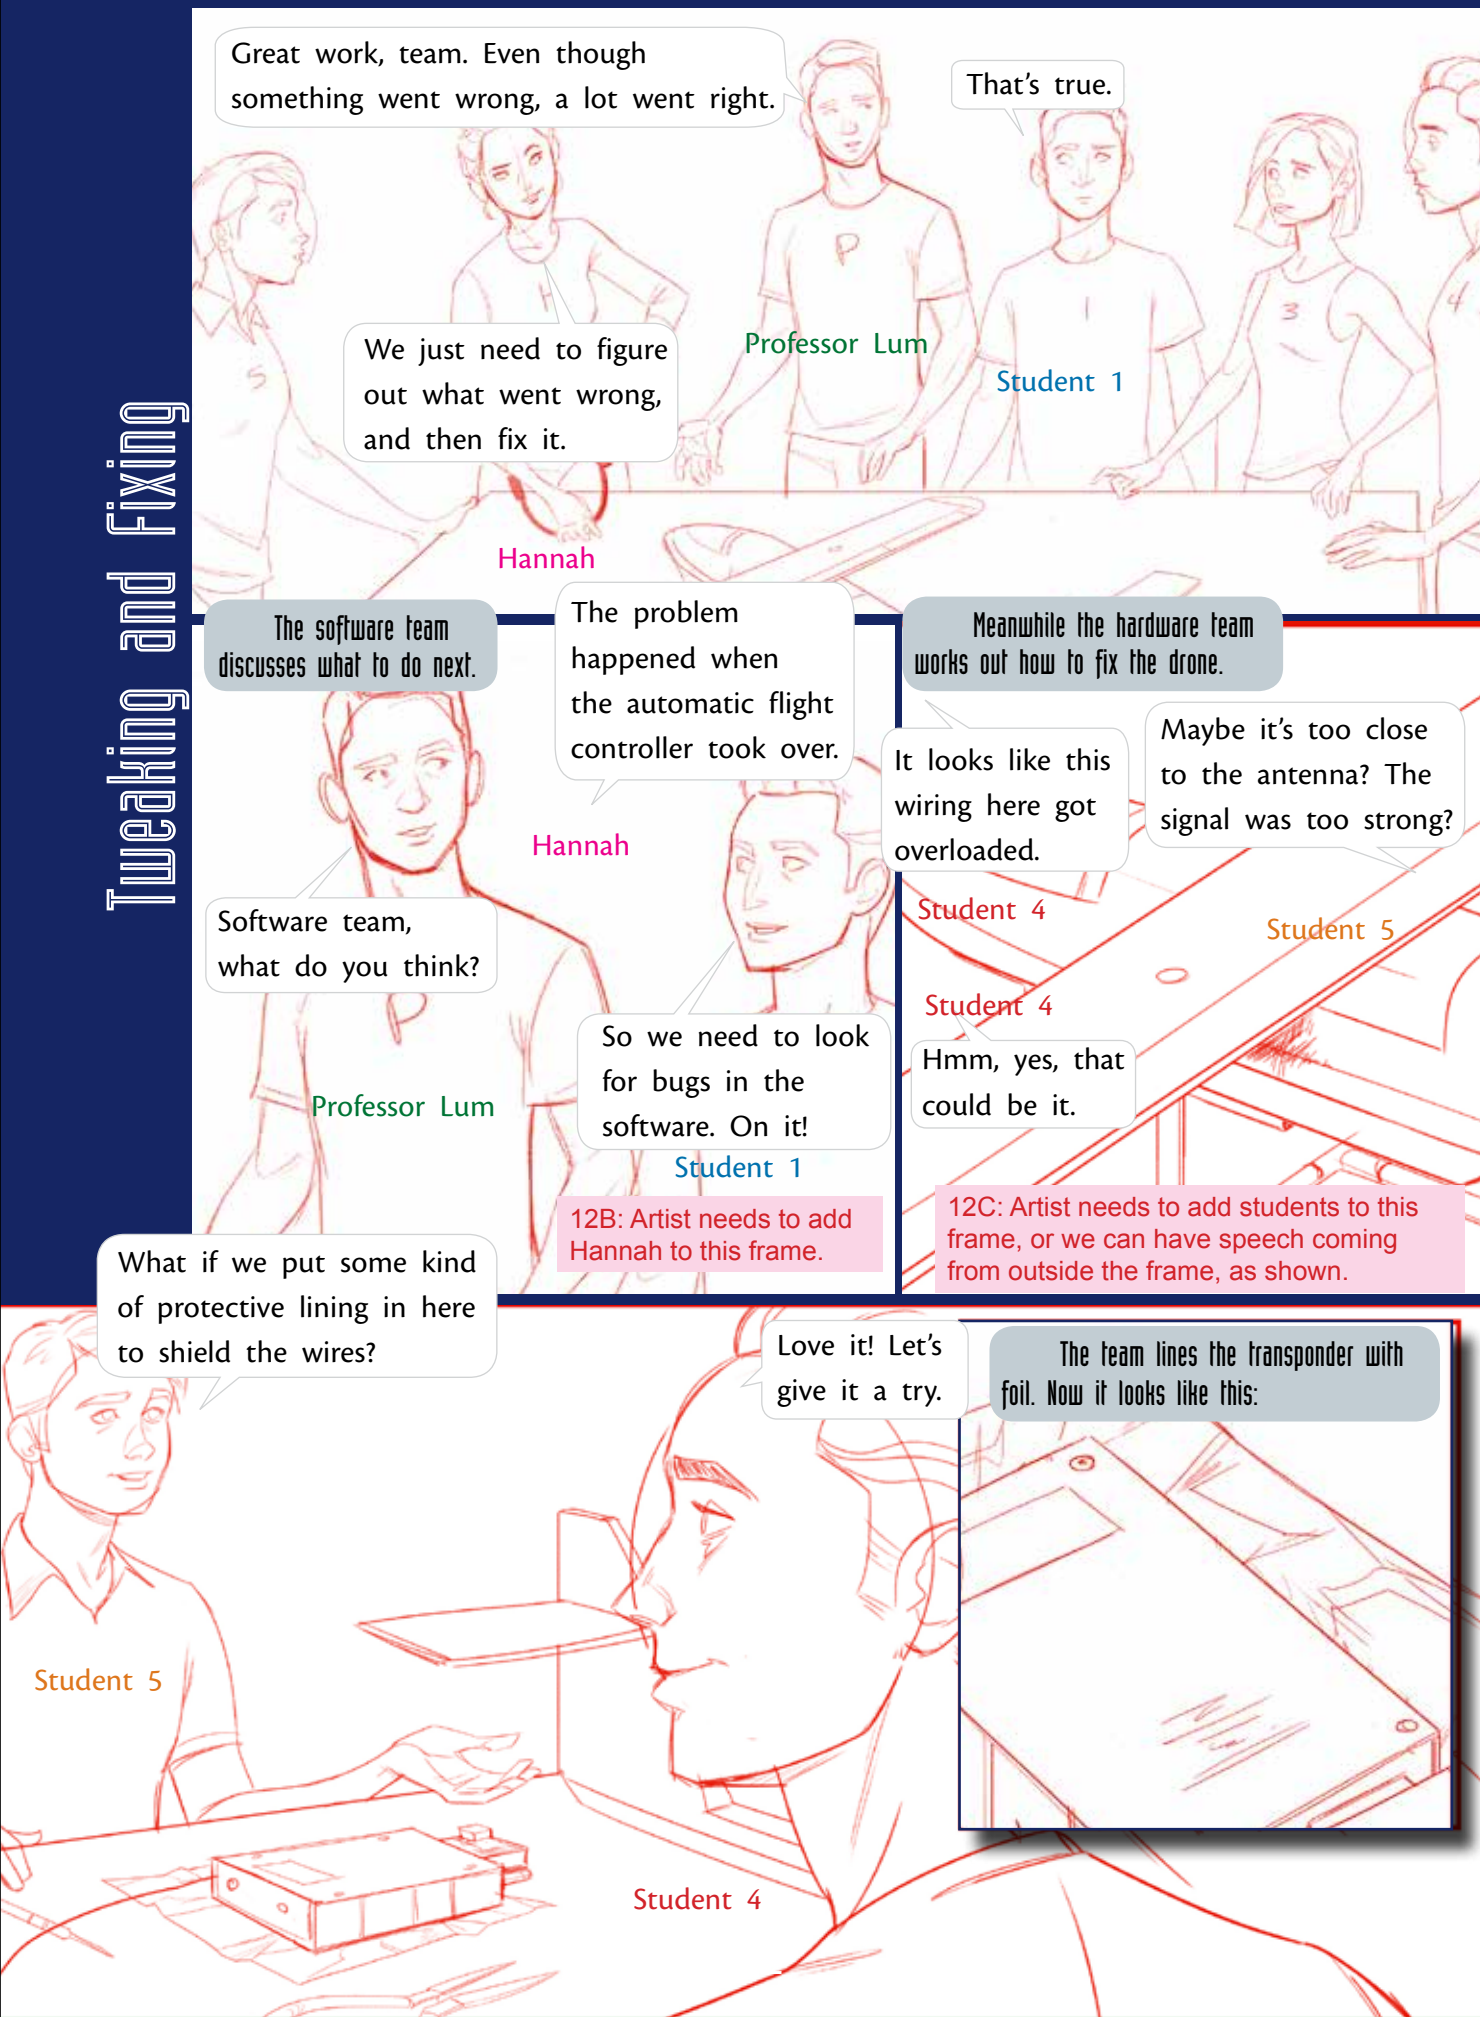 Tweaking and Fixing
Great work, team. Even though
something went wrong, a lot went right.
That's true.
We just need to figure
out what went wrong,
and then fix it.
5
H
P
1
3
4
Professor Lum
Student 1
Hannah
The software team
discusses what to do next.
Software team,
what do you think?
The problem
happened when
the automatic flight
controller took over.
Hannah
So we need to look
for bugs in the
software. On it!
P
Professor Lum
Student 1
12B: Artist needs to add
Hannah to this frame.
Meanwhile the hardware team
works out how to fix the drone.
It looks like this
wiring here got
overloaded.
Maybe it's too close
to the antenna? The
signal was too strong?
Student 4
Student 5
Student 4
Hmm, yes, that
could be it.
12C: Artist needs to add students to this
frame, or we can have speech coming
from outside the frame, as shown.
What if we put some kind
of protective lining in here
to shield the wires?
Love it! Let's
give it a try.
Student 5
Student 4
The team lines the transponder with
foil. Now it looks like this: